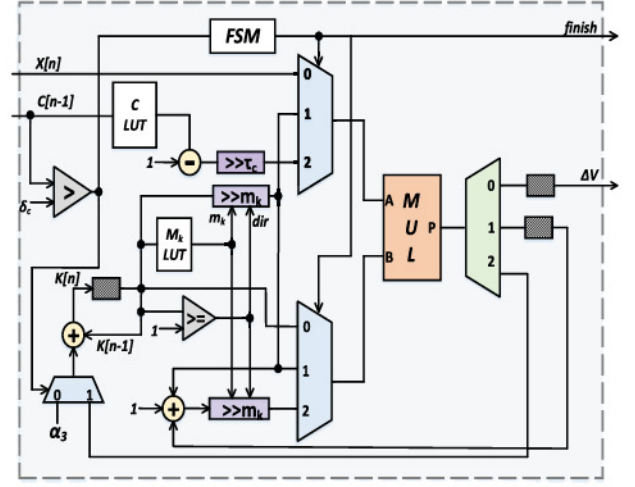 FSM
finish
X[n]
0
C[n-1]
C
LUT
1
1
-
>>τc
2
>
δc
>>mk
mk
dir
A
M
U
L
P
B
0
ΔV
1
2
Mk
LUT
K[n]
>=
1
+
K[n-1]
0
1
0
1
α3
1
+
>>mk
2